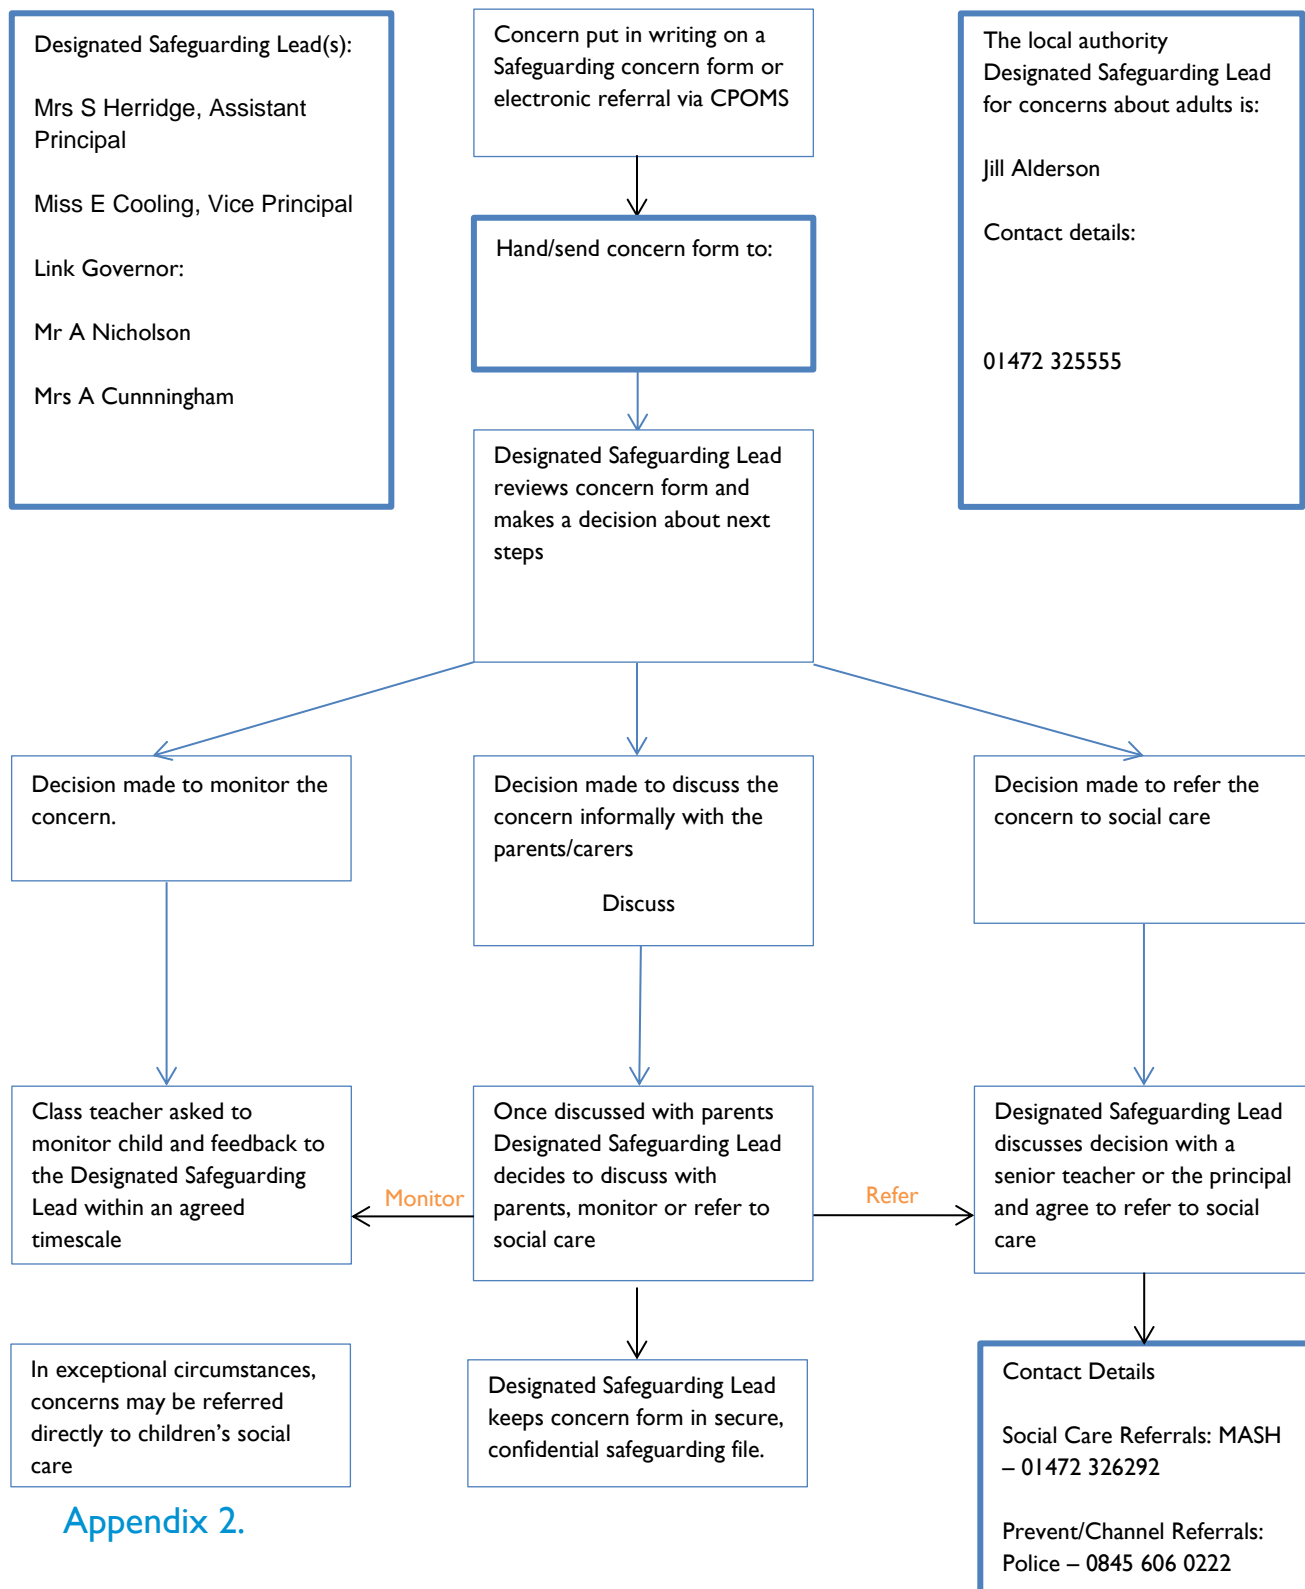 Designated Safeguarding Lead(s):
Mrs S Herridge, Assistant
Principal
Miss E Cooling, Vice Principal
Link Governor:
Mr A Nicholson
Mrs A Cunnningham
Concern put in writing on a
Safeguarding concern form or
electronic referral via CPOMS
The local authority
Designated Safeguarding Lead
for concerns about adults is:
Jill Alderson
Contact details:
01472 325555
Hand/send concern form to:
Designated Safeguarding Lead
reviews concern form and
makes a decision about next
steps
Decision made to monitor the
concern.
Decision made to discuss the
concern informally with the
parents/carers
Discuss
Decision made to refer the
concern to social care
Class teacher asked to
monitor child and feedback to
the Designated Safeguarding
Lead within an agreed
timescale
Monitor
Once discussed with parents
Designated Safeguarding Lead
decides to discuss with
parents, monitor or refer to
social care
Refer
Designated Safeguarding Lead
discusses decision with a
senior teacher or the principal
and agree to refer to social
care
In exceptional circumstances,
concerns may be referred
directly to children’s social
care
Designated Safeguarding Lead
keeps concern form in secure,
confidential safeguarding file.
Contact Details
Social Care Referrals: MASH
– 01472 326292
Prevent/Channel Referrals:
Police – 0845 606 0222
Appendix 2.